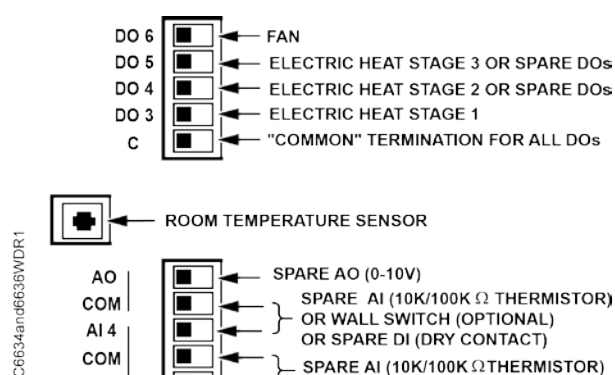 DO 6 FAN
DO 5 ELECTRIC HEAT STAGE 3 OR SPARE DOs
DO 4 ELECTRIC HEAT STAGE 2 OR SPARE DOs
DO 3 ELECTRIC HEAT STAGE 1
C "COMMON" TERMINATION FOR ALL DOs
ROOM TEMPERATURE SENSOR
C6634and6636WDR1
AO SPARE AO (0-10V)
COM SPARE AI (10K/100K Ω THERMISTOR)
OR WALL SWITCH (OPTIONAL)
AI 4 OR SPARE DI (DRY CONTACT)
COM SPARE AI (10K/100K Ω THERMISTOR)